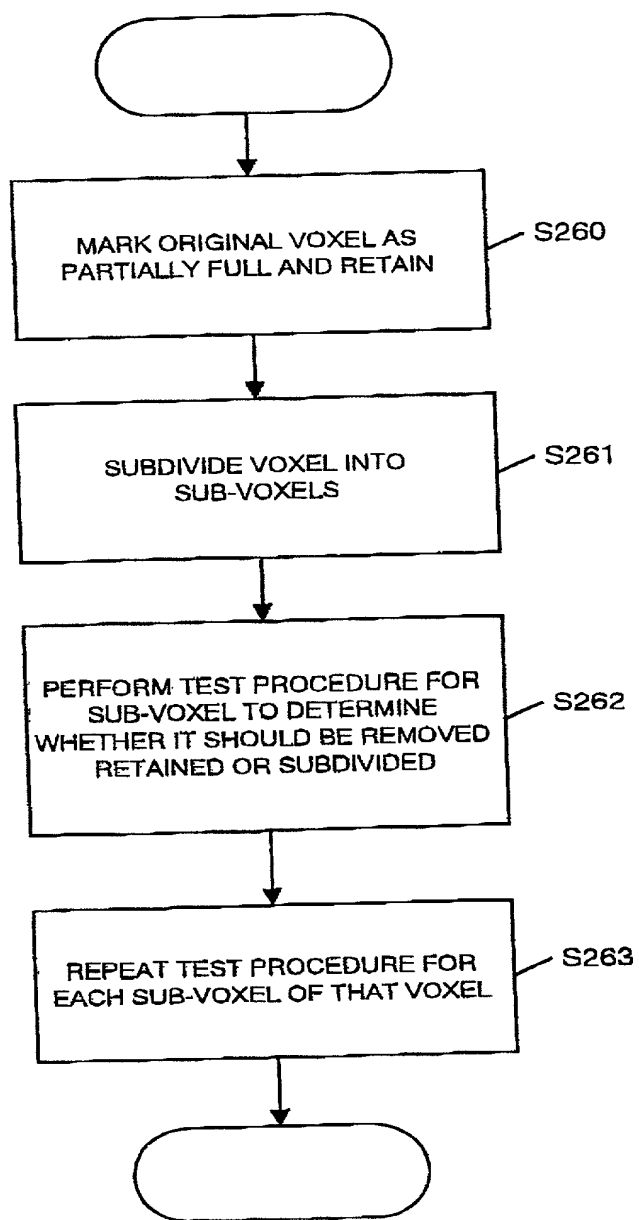 MARK ORIGINAL VOXEL AS
PARTIALLY FULL AND RETAIN
S260
SUBDIVIDE VOXEL INTO
SUB-VOXELS
S261
PERFORM TEST PROCEDURE FOR
SUB-VOXEL TO DETERMINE
WHETHER IT SHOULD BE REMOVED
RETAINED OR SUBDIVIDED
S262
REPEAT TEST PROCEDURE FOR
EACH SUB-VOXEL OF THAT VOXEL
S263